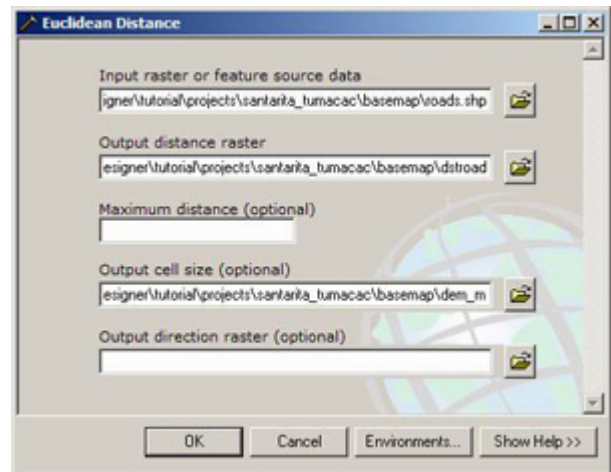 Euclidean Distance
Input raster or feature source data
igner\tutorial\projects\santarita_tumacac\basemap\roads.shp
Output distance raster
esigner\tutorial\projects\santarita_tumacac\basemap\dstroad
Maximum distance (optional)
Output cell size (optional)
esigner\tutorial\projects\santarita_tumacac\basemap\dem_m
Output direction raster (optional)
OK Cancel Environments... Show Help >>